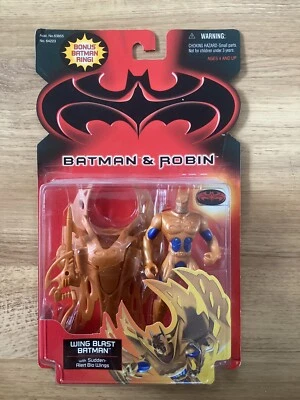 BONUS
BATMAN
RING!
WARNING:
CHOKING HAZARD-Small parts.
Not for children under 3 years.
AGES 4 AND UP
BATMAN & ROBIN
WING BLAST
BATMAN
with Sudden-
Alert Bio Wings